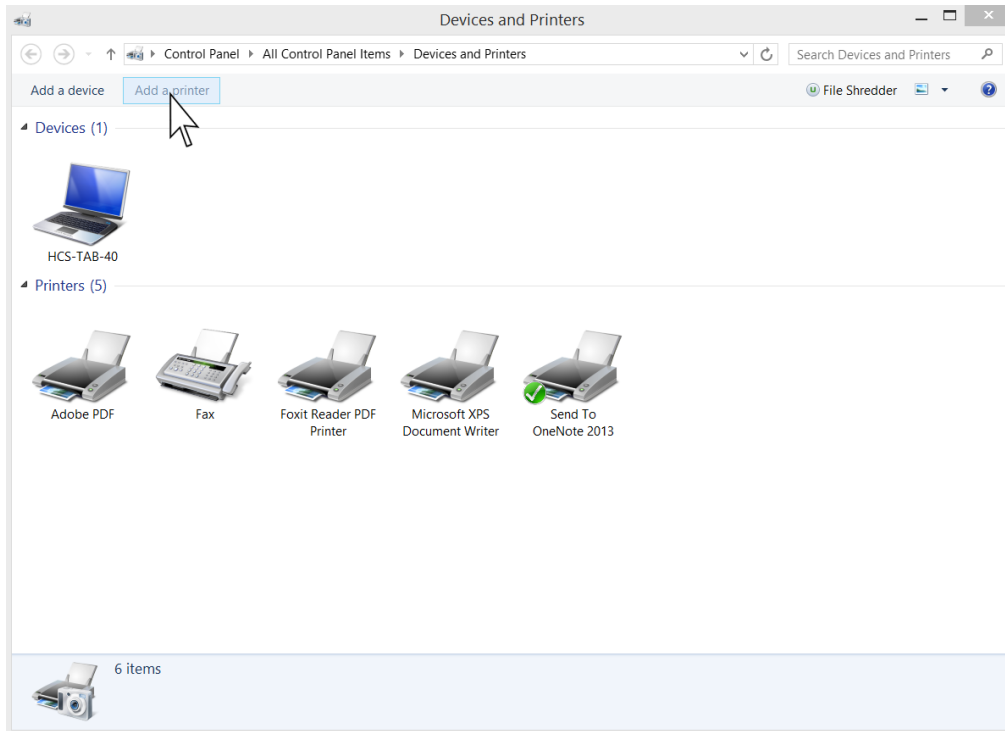 Devices and Printers
Control Panel All Control Panel Items Devices and Printers
Search Devices and Printers
Add a device
Add a printer
File Shredder
Devices (1)
HCS-TAB-40
Printers (5)
Adobe PDF
Fax
Foxit Reader PDF
Printer
Microsoft XPS
Document Writer
Send To
OneNote 2013
6 items